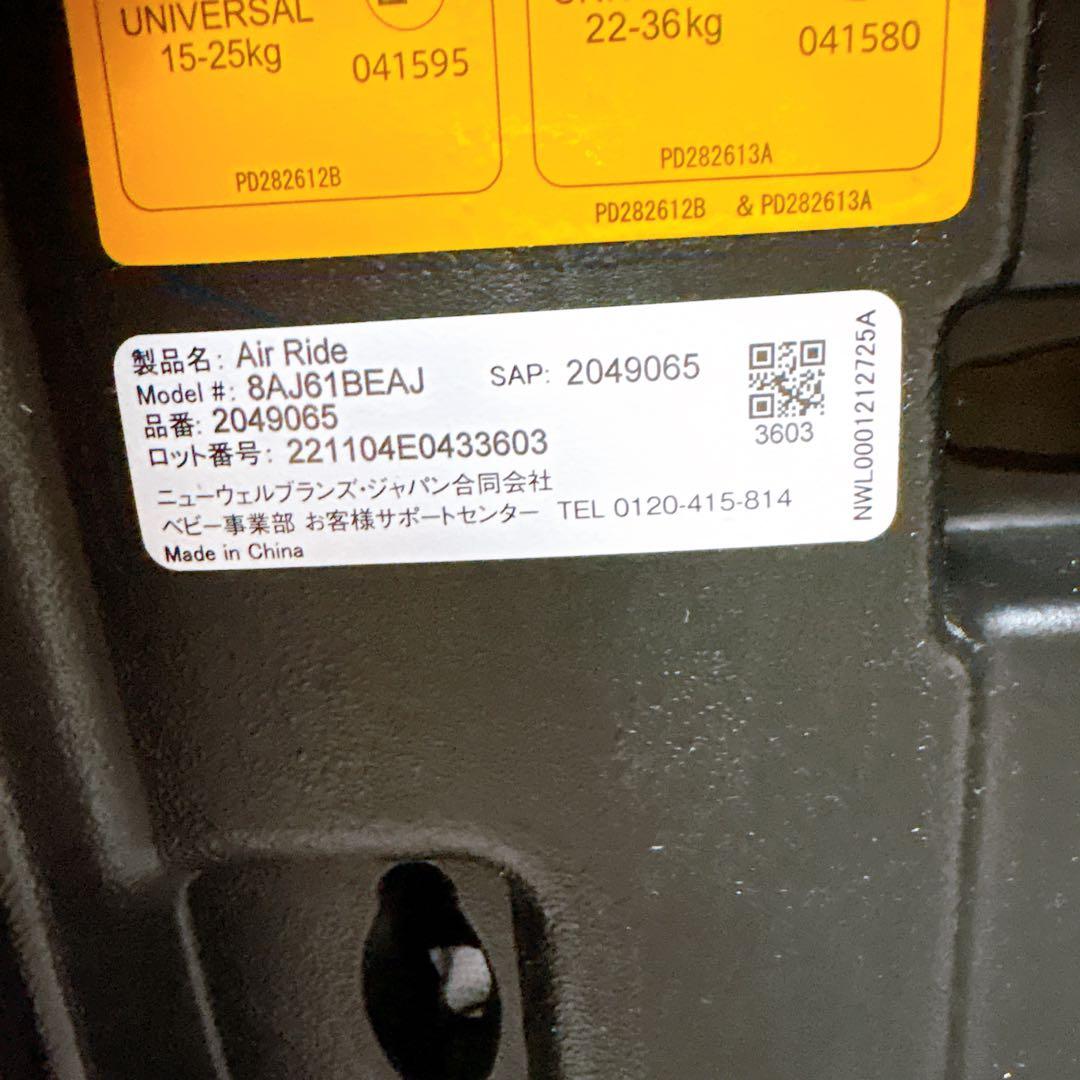 UNIVERSAL
15-25kg
041595
PD282612B
22-36kg
041580
PD282613A
PD282612B & PD282613A
製品名: Air Ride
Model #: 8AJ61BEAJ
SAP: 2049065
品番: 2049065
ロット番号: 221104E0433603
ニューウェルブランズ・ジャパン合同会社
ベビー事業部 お客様サポートセンター TEL 0120-415-814
Made in China
3603
NWL0001212725A